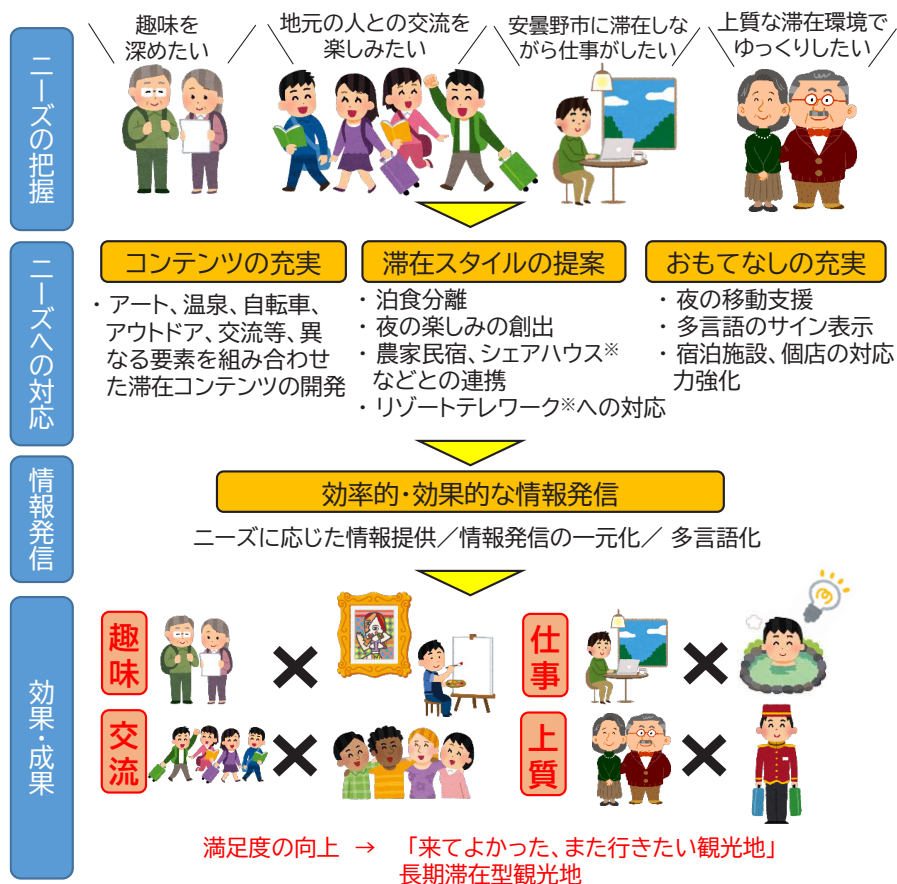 ニーズの把握
趣味を
深めたい
地元の人との交流を
楽しみたい
安曇野市に滞在しな
がら仕事がしたい
上質な滞在環境で
ゆっくりしたい
ニーズへの対応
コンテンツの充実
・アート、温泉、自転車、
アウトドア、交流等、異
なる要素を組み合わせ
た滞在コンテンツの開発
滞在スタイルの提案
・泊食分離
・夜の楽しみの創出
・農家民宿、シェアハウス※
などとの連携
・リゾートテレワーク※への対応
おもてなしの充実
・夜の移動支援
・多言語のサイン表示
・宿泊施設、個店の対応
力強化
情報発信
効率的・効果的な情報発信
ニーズに応じた情報提供／情報発信の一元化／ 多言語化
効果・成果
趣味
×
仕事
×
交流
×
上質
×
満足度の向上 → 「来てよかった、また行きたい観光地」
長期滞在型観光地